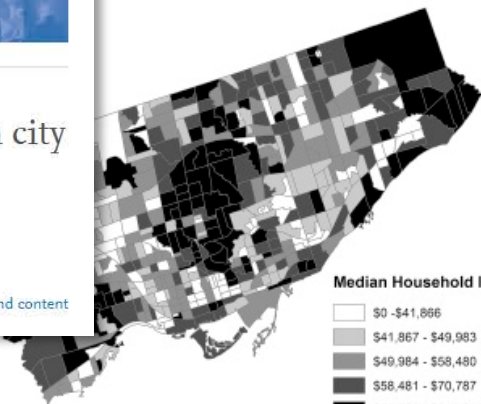 city
nd content
Median Household
$0 -$41,866
$41,867 - $49,983
$49,984 - $58,480
$58,481 - $70,787